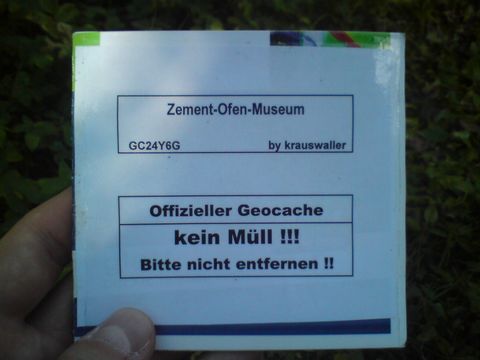 Zement-Ofen-Museum
GC24Y6G by krauswaller
Offizieller Geocache
kein Müll !!!
Bitte nicht entfernen !!